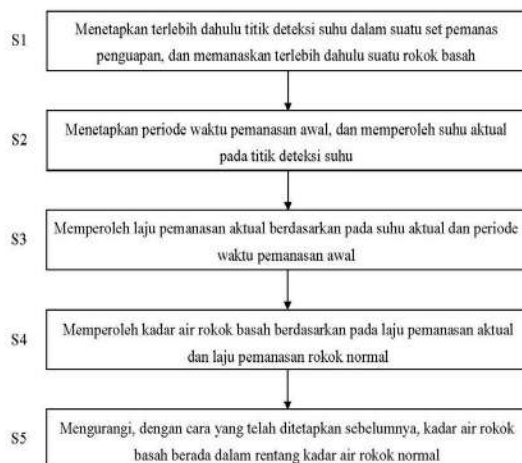 S1
Menetapkan terlebih dahulu titik deteksi suhu dalam suatu set pemanas
penguapan, dan memanaskan terlebih dahulu suatu rokok basah
S2
Menetapkan periode waktu pemanasan awal, dan memperoleh suhu aktual
pada titik deteksi suhu
S3
Memperoleh laju pemanasan aktual berdasarkan pada suhu aktual dan periode
waktu pemanasan awal
S4
Memperoleh kadar air rokok basah berdasarkan pada laju pemanasan aktual
dan laju pemanasan rokok normal
S5
Mengurangi, dengan cara yang telah ditetapkan sebelumnya, kadar air rokok
basah berada dalam rentang kadar air rokok normal